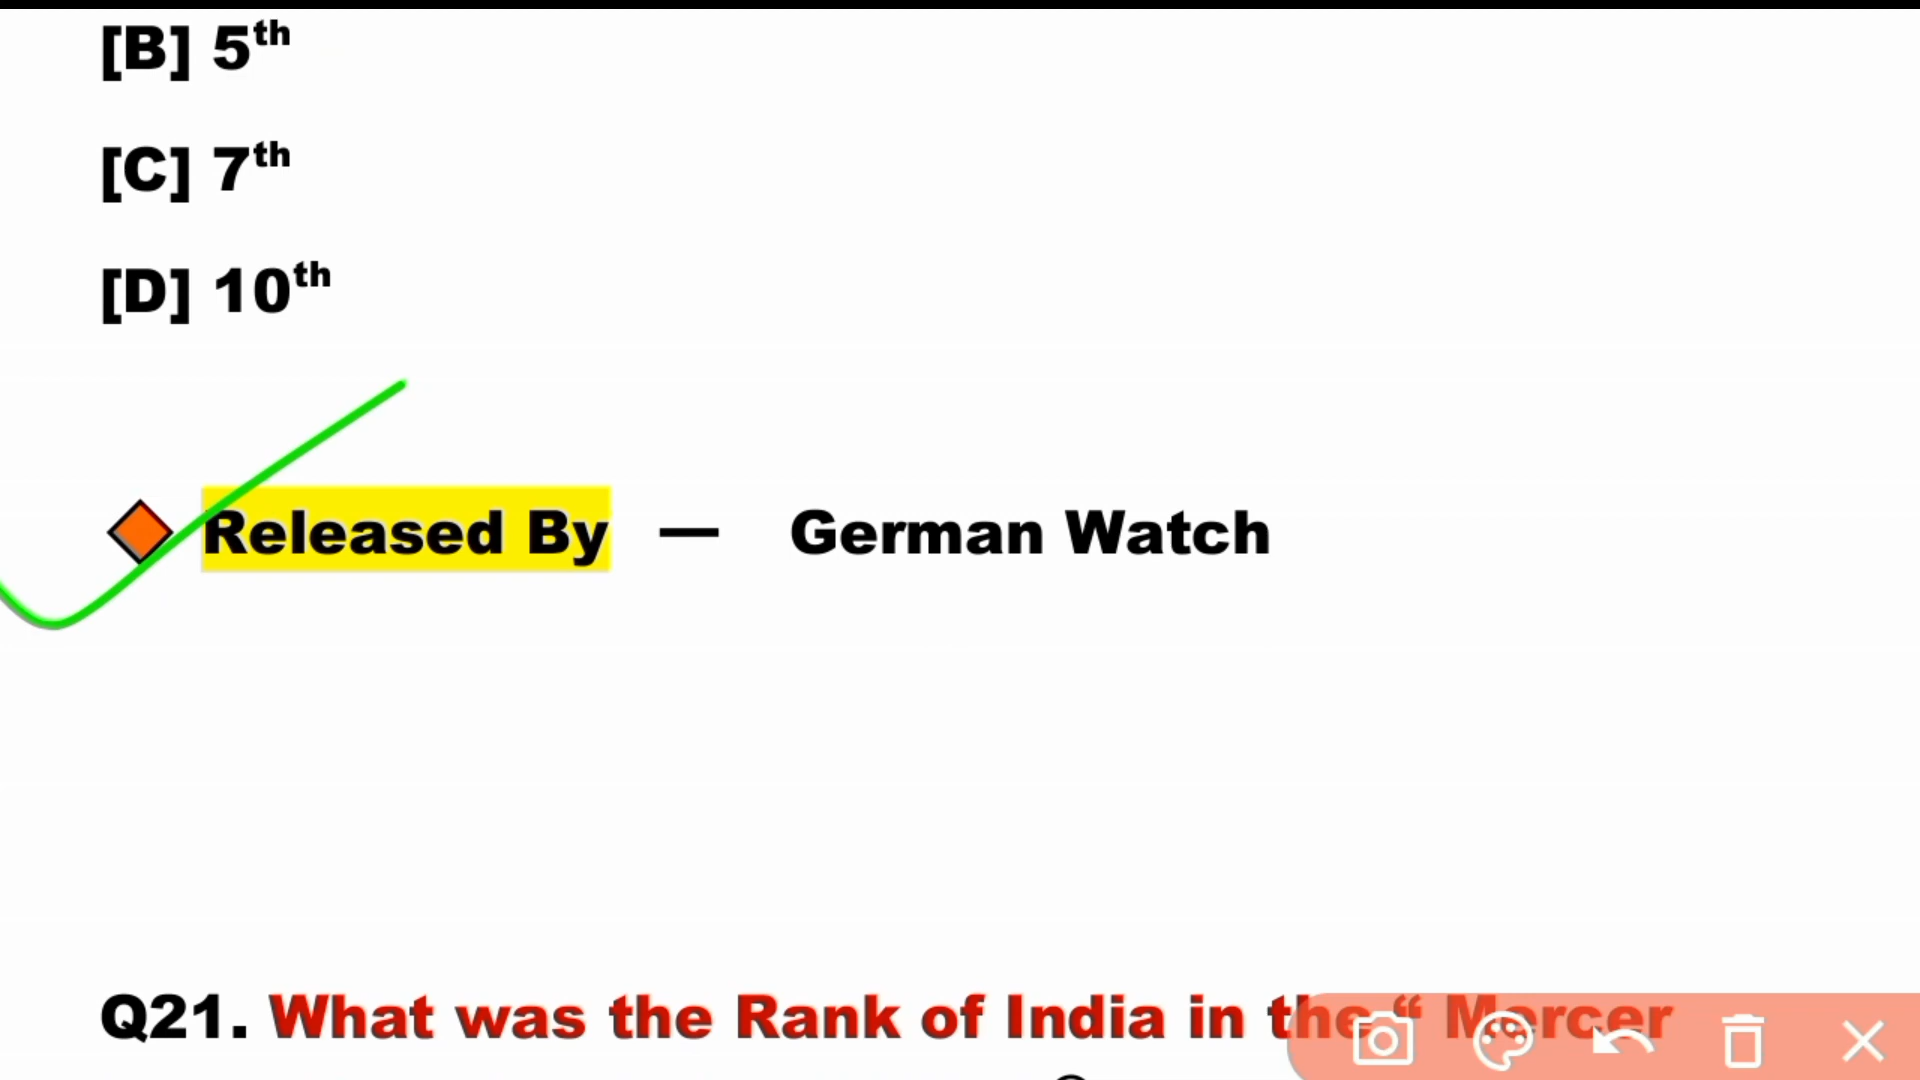 [B] 5th
[C] 7th
[D] 10th
Released By — German Watch
Q21. What was the Rank of India in the “ Mercer